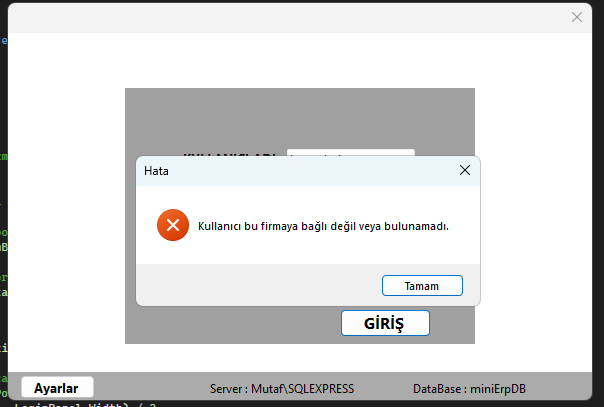 Hata
Kullanıcı bu firmaya bağlı değil veya bulunamadı.
Tamam
GİRİŞ
Ayarlar
Server : Mutaf\SQLEXPRESS
DataBase : miniErpDB